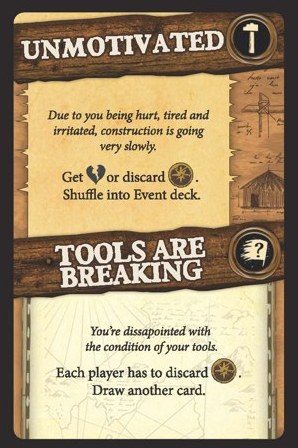 UNMOTIVATED
Due to you being hurt, tired and
irritated, construction is going
very slowly.
Get or discard .
Shuffle into Event deck.
TOOLS ARE
BREAKING
?
You're dissapointed with
the condition of your tools.
Each player has to discard .
Draw another card.